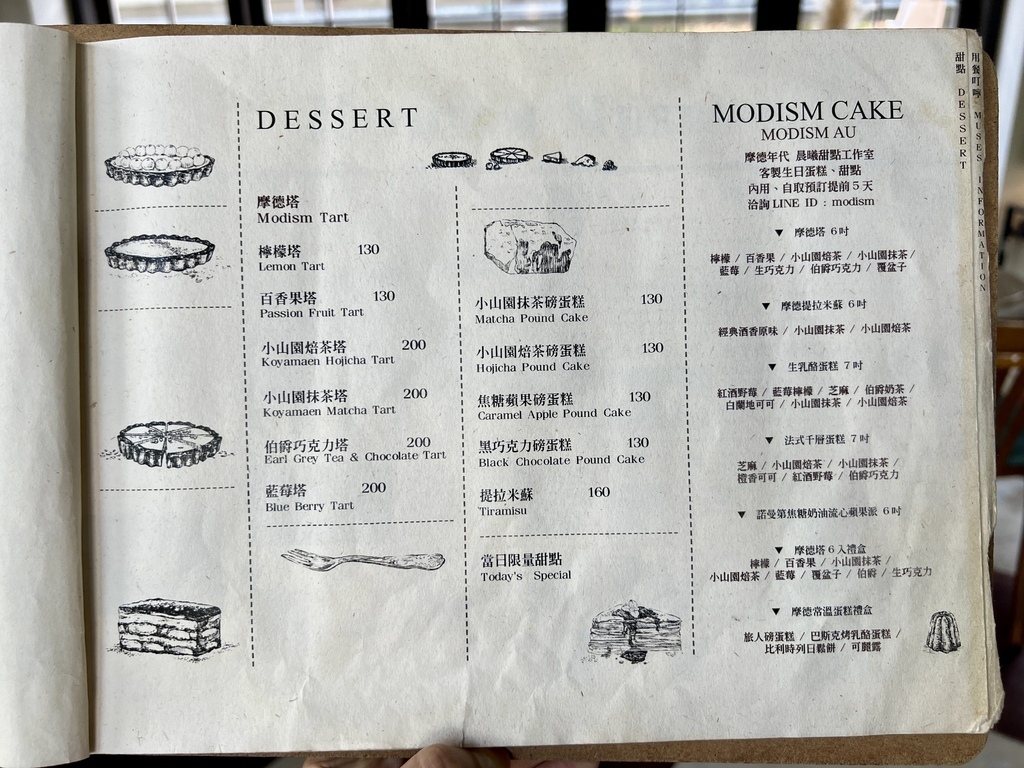 DESSERT
摩德塔
Modism Tart
檸檬塔 130
Lemon Tart
百香果塔 130
Passion Fruit Tart
小山園焙茶塔 200
Koyamaen Hojicha Tart
小山園抹茶塔 200
Koyamaen Matcha Tart
伯爵巧克力塔 200
Earl Grey Tea & Chocolate Tart
藍莓塔 200
Blue Berry Tart
小山園抹茶磅蛋糕 130
Matcha Pound Cake
小山園焙茶磅蛋糕 130
Hojicha Pound Cake
焦糖蘋果磅蛋糕 130
Caramel Apple Pound Cake
黑巧克力磅蛋糕 130
Black Chocolate Pound Cake
提拉米蘇 160
Tiramisu
當日限量甜點
Today's Special
MODISM CAKE
MODISM AU
摩德年代 晨曦甜點工作室
客製生日蛋糕、甜點
內用、自取預訂提前5天
洽詢LINE ID : modism
▼ 摩德塔 6吋
檸檬 / 百香果 / 小山園焙茶 / 小山園抹茶 /
藍莓 / 生巧克力 / 伯爵巧克力 / 覆盆子
▼ 摩德提拉米蘇 6吋
經典酒香原味 / 小山園抹茶 / 小山園焙茶
▼ 生乳酪蛋糕 7吋
紅酒野莓 / 藍莓檸檬 / 芝麻 / 伯爵奶茶 /
白蘭地可可 / 小山園抹茶 / 小山園焙茶
▼ 法式千層蛋糕 7吋
芝麻 / 小山園焙茶 / 小山園抹茶 /
橙香可可 / 紅酒野莓 / 伯爵巧克力
▼ 諾曼第焦糖奶油流心蘋果派 6吋
▼ 摩德塔6入禮盒
檸檬 / 百香果 / 小山園抹茶 /
小山園焙茶 / 藍莓 / 覆盆子 / 伯爵 / 生巧克力
▼ 摩德常溫蛋糕禮盒
旅人磅蛋糕 / 巴斯克烤乳酪蛋糕 /
比利時列日鬆餅 / 可麗露
甜點 DESSERT
用餐叮嚀 MUSES INFORMATION